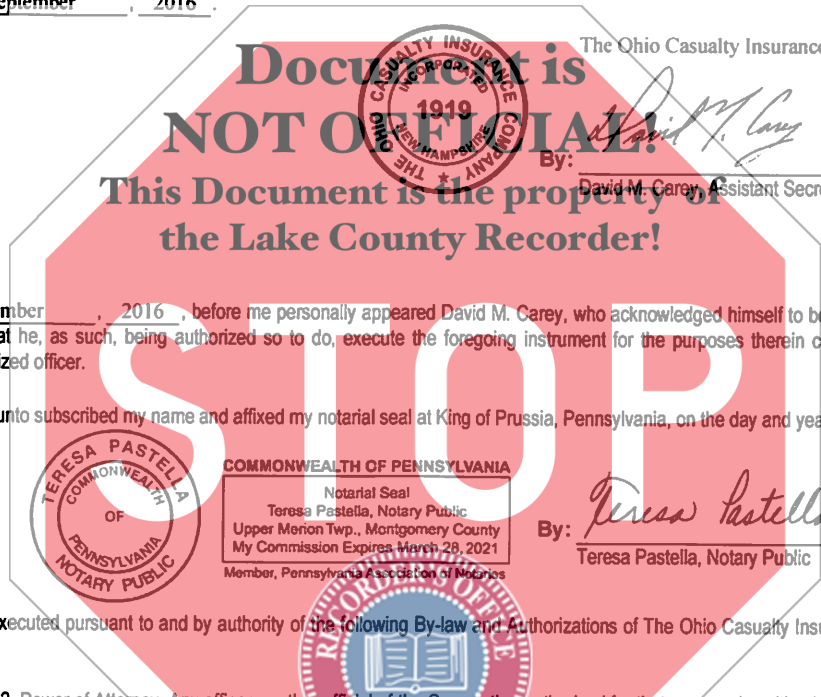 eptember , 2016 .
Document is
NOT OFFICIAL!
This Document is the property of
the Lake County Recorder!
STOP
The Ohio Casualty Insurance
THE OHIO CASUALTY INSURANCE COMPANY
INCORPORATED
1919
NEW HAMPSHIRE
By: David M. Carey
David M. Carey, Assistant Secre
mber , 2016 , before me personally appeared David M. Carey, who acknowledged himself to be
at he, as such, being authorized so to do, execute the foregoing instrument for the purposes therein c
ized officer.
unto subscribed my name and affixed my notarial seal at King of Prussia, Pennsylvania, on the day and yea
TERESA PASTELLA
COMMONWEALTH
OF
PENNSYLVANIA
NOTARY PUBLIC
COMMONWEALTH OF PENNSYLVANIA
Notarial Seal
Teresa Pastella, Notary Public
Upper Merion Twp., Montgomery County
My Commission Expires March 28, 2021
Member, Pennsylvania Association of Notaries
By: Teresa Pastella
Teresa Pastella, Notary Public
RECORDER'S OFFICE
xecuted pursuant to and by authority of the following By-law and Authorizations of The Ohio Casualty Insu